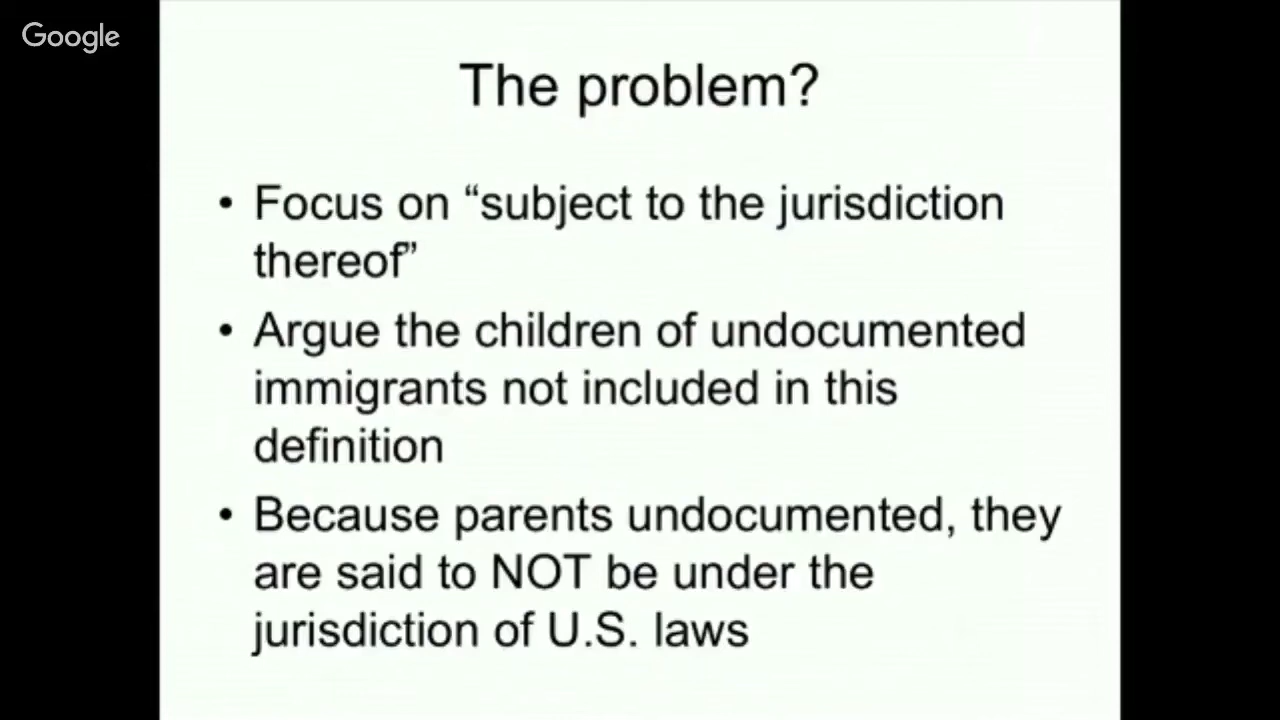 Google
The problem?
• Focus on “subject to the jurisdiction
thereof”
• Argue the children of undocumented
immigrants not included in this
definition
• Because parents undocumented, they
are said to NOT be under the
jurisdiction of U.S. laws